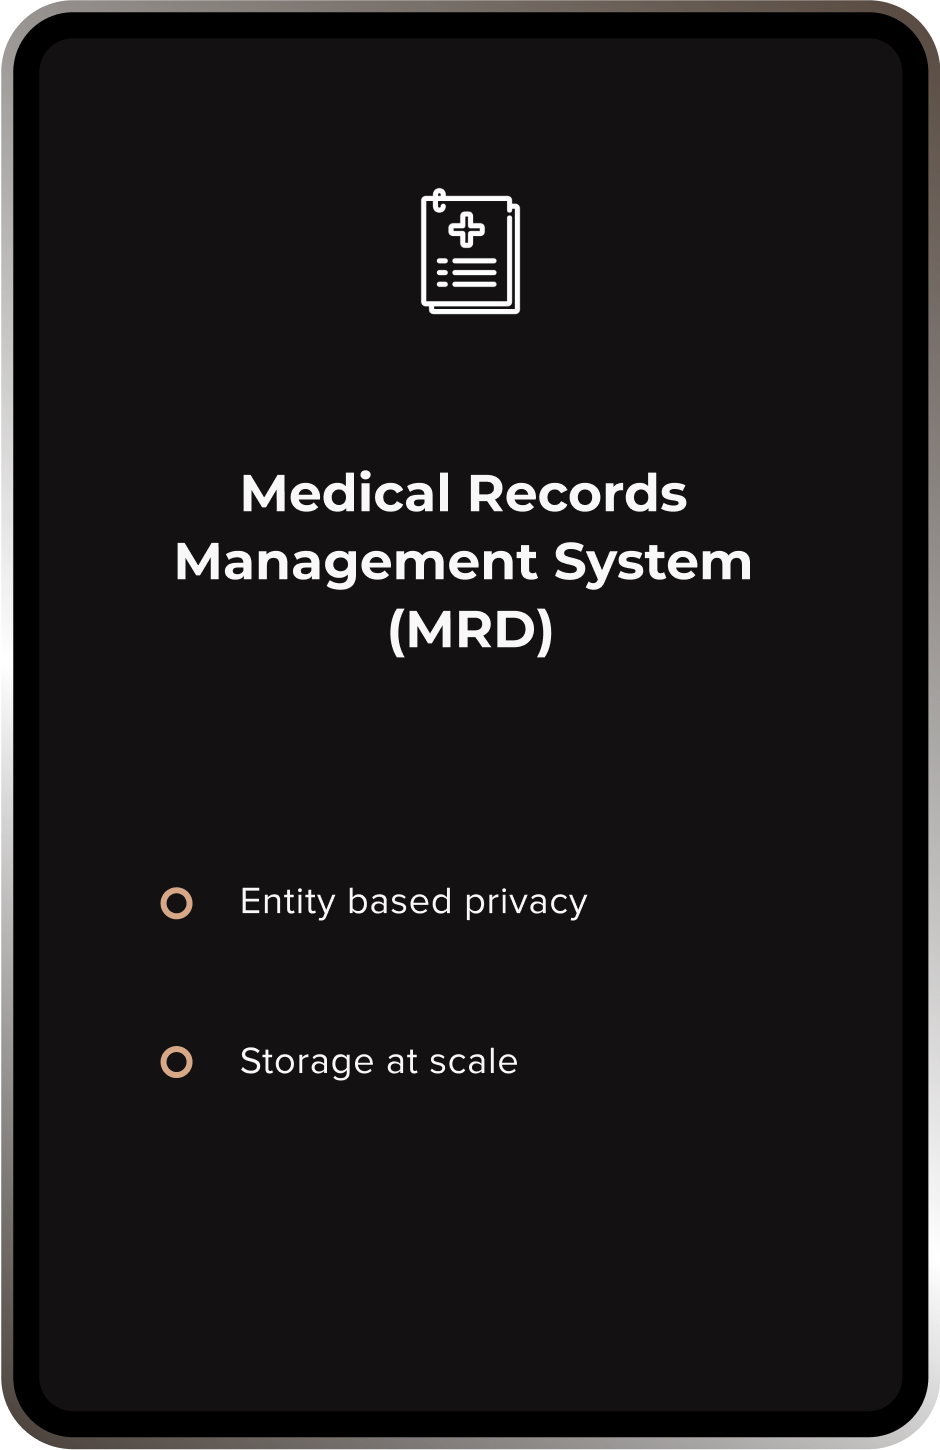 Medical Records
Management System
(MRD)
Entity based privacy
Storage at scale